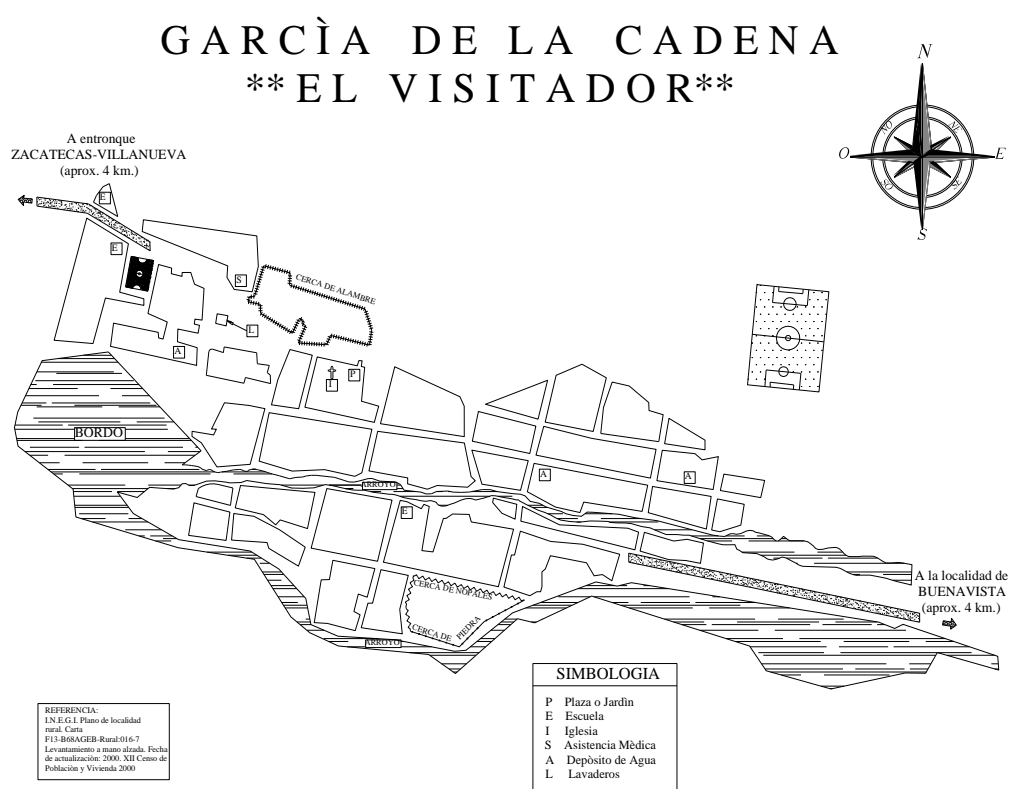 GARCÌA DE LA CADENA
**EL VISITADOR**
N
NO
NE
O
E
SO
SE
S
A entronque
ZACATECAS-VILLANUEVA
(aprox. 4 km.)
E
E
S
CERCA DE ALAMBRE
L
A
P
I
BORDO
A
A
ARROYO
E
CERCA DE NOPALES
CERCA DE PIEDRA
ARROYO
A la localidad de
BUENAVISTA
(aprox. 4 km.)
SIMBOLOGIA
P Plaza o Jardìn
E Escuela
I Iglesia
S Asistencia Mèdica
A Depòsito de Agua
L Lavaderos
REFERENCIA:
I.N.E.G.I. Plano de localidad
rural. Carta
F13-B68AGEB-Rural:016-7
Levantamiento a mano alzada. Fecha
de actualizaciòn: 2000. XII Censo de
Poblaciòn y Vivienda 2000